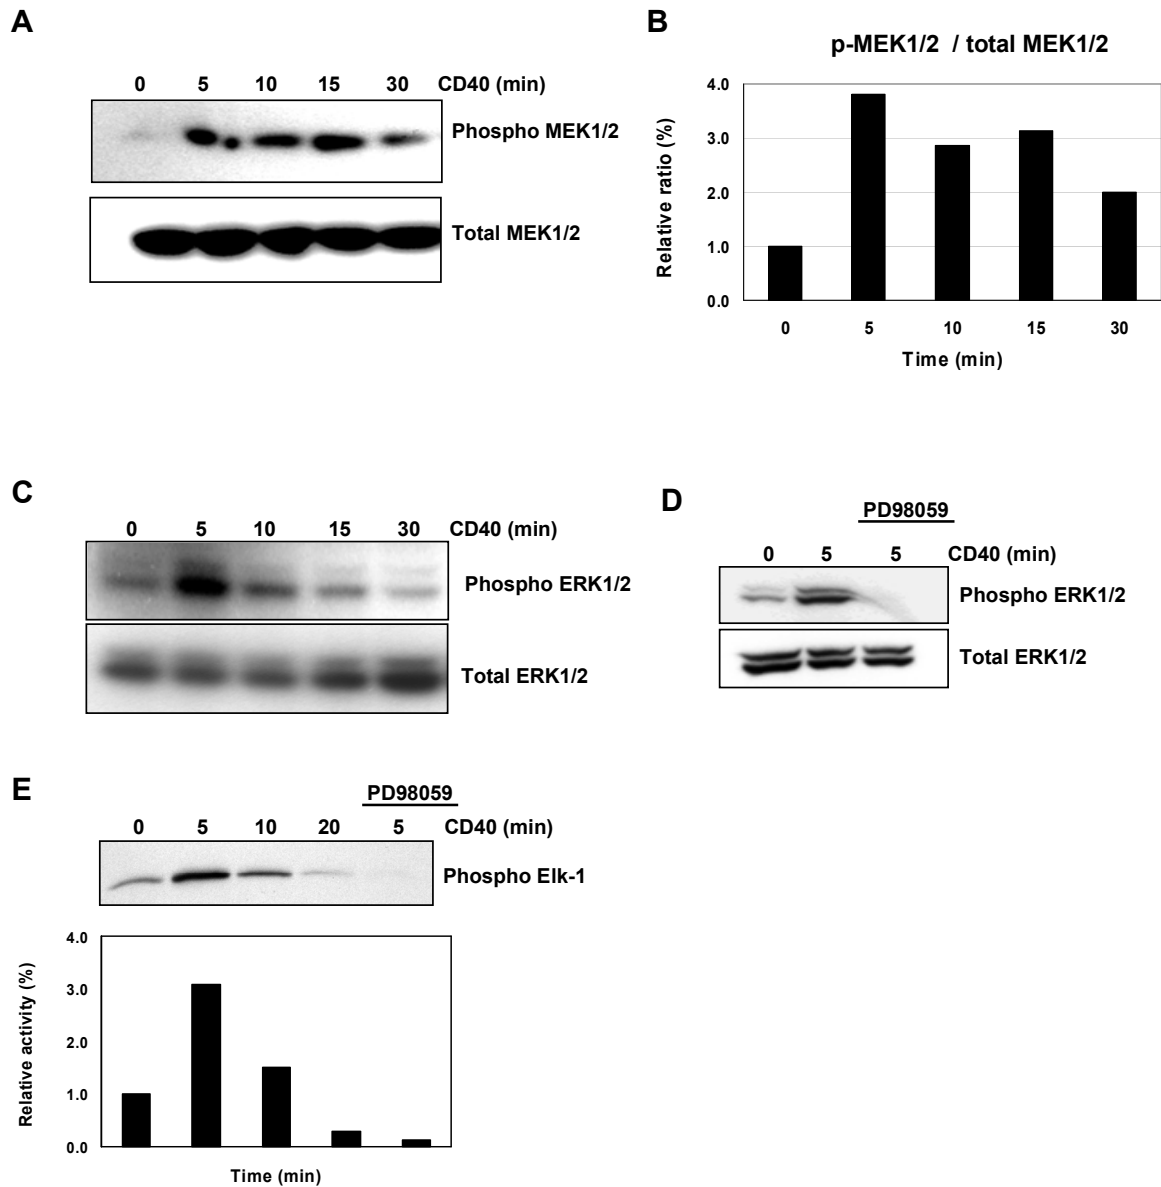 A
0 5 10 15 30 CD40 (min)
Phospho MEK1/2
Total MEK1/2
B
p-MEK1/2 / total MEK1/2
4.0
3.0
2.0
1.0
0.0
Relative ratio (%)
0 5 10 15 30
Time (min)
C
0 5 10 15 30 CD40 (min)
Phospho ERK1/2
Total ERK1/2
D
PD98059
0 5 5 CD40 (min)
Phospho ERK1/2
Total ERK1/2
E
PD98059
0 5 10 20 5 CD40 (min)
Phospho Elk-1
4.0
3.0
2.0
1.0
0.0
Relative activity (%)
Time (min)